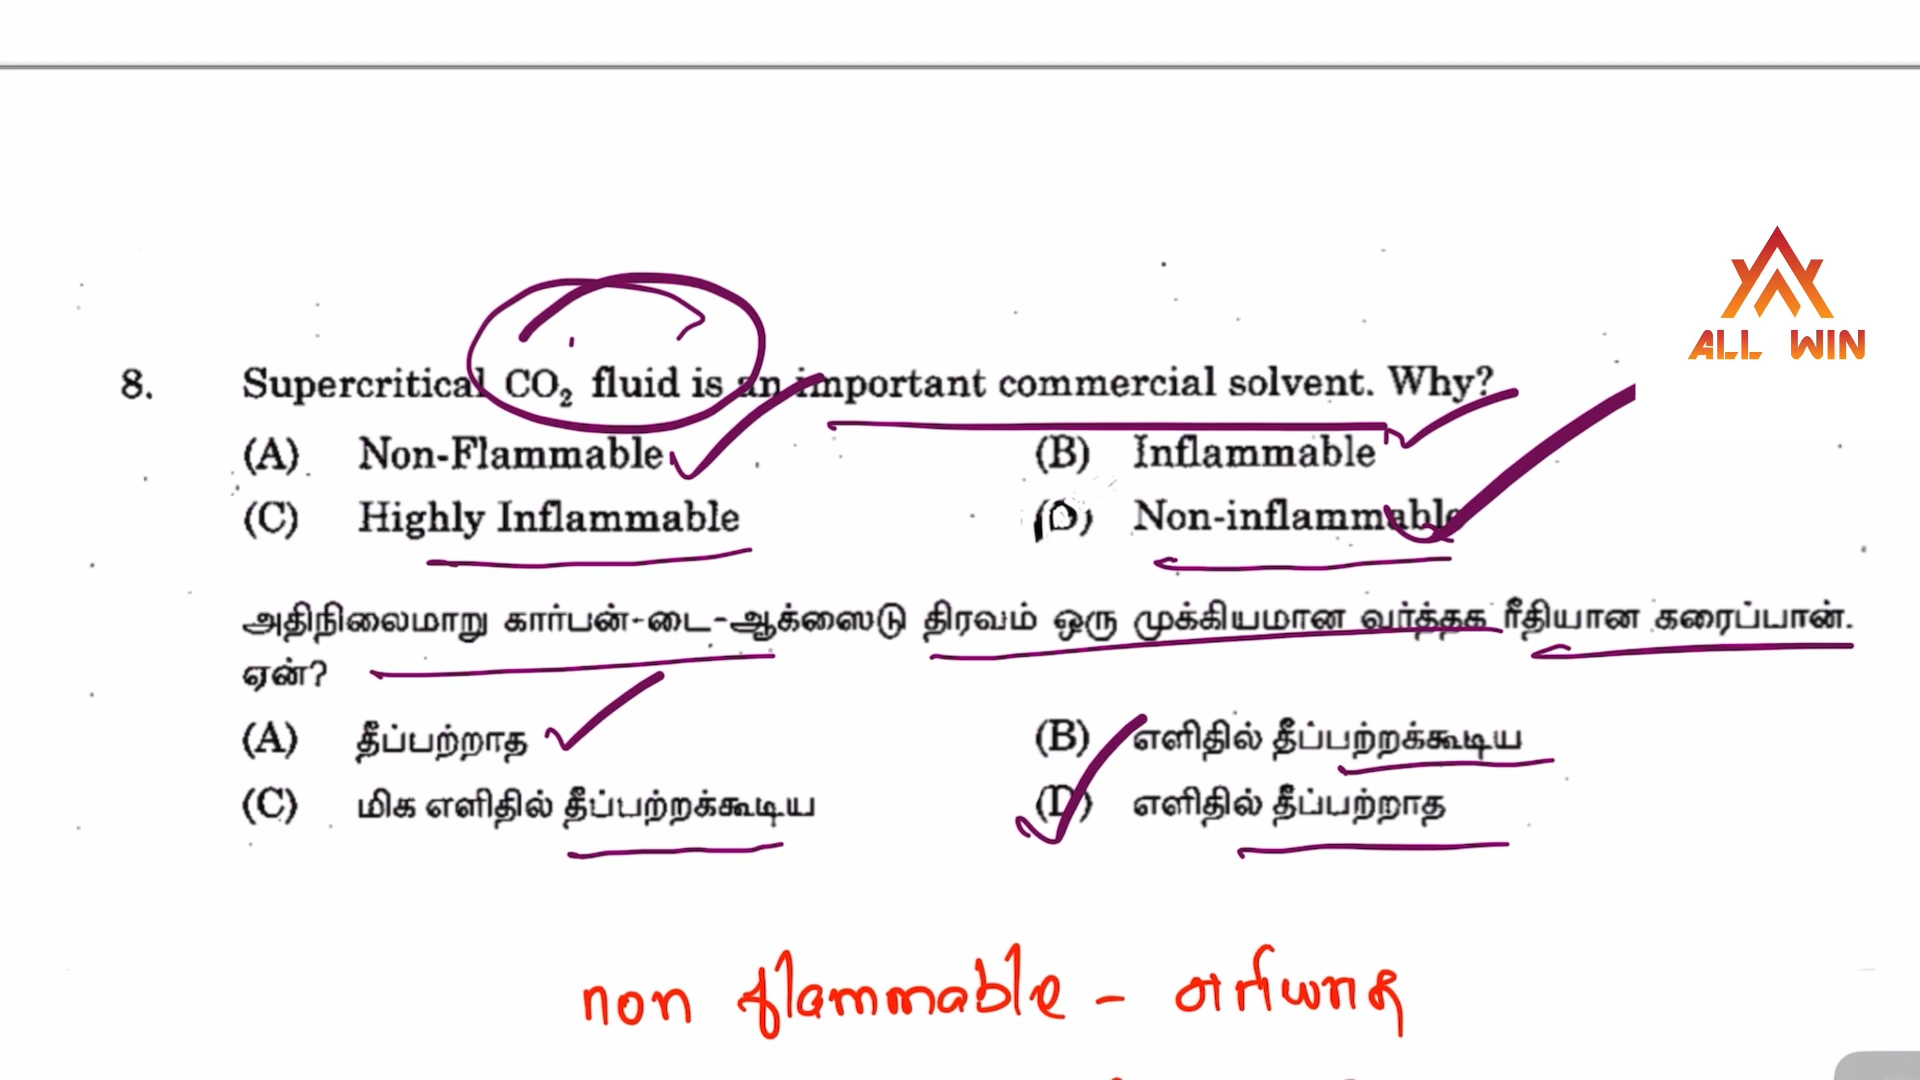 ALL WIN
8. Supercritical CO₂ fluid is an important commercial solvent. Why?
(A) Non-Flammable (B) Inflammable
(C) Highly Inflammable (D) Non-inflammable
அதிநிலைமாறு கார்பன்-டை-ஆக்ஸைடு திரவம் ஒரு முக்கியமான வர்த்தக ரீதியான கரைப்பான்.
ஏன்?
(A) தீப்பற்றாத (B) எளிதில் தீப்பற்றக்கூடிய
(C) மிக எளிதில் தீப்பற்றக்கூடிய (D) எளிதில் தீப்பற்றாத
non flammable - எரியாத